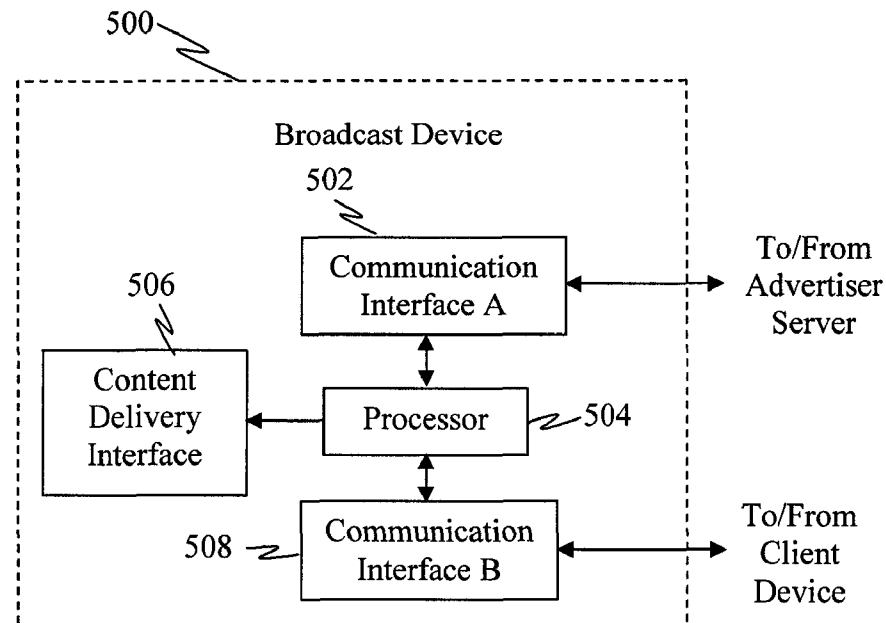 500
Broadcast Device
502
Communication
Interface A
To/From
Advertiser
Server
506
Content
Delivery
Interface
Processor
504
508
Communication
Interface B
To/From
Client
Device